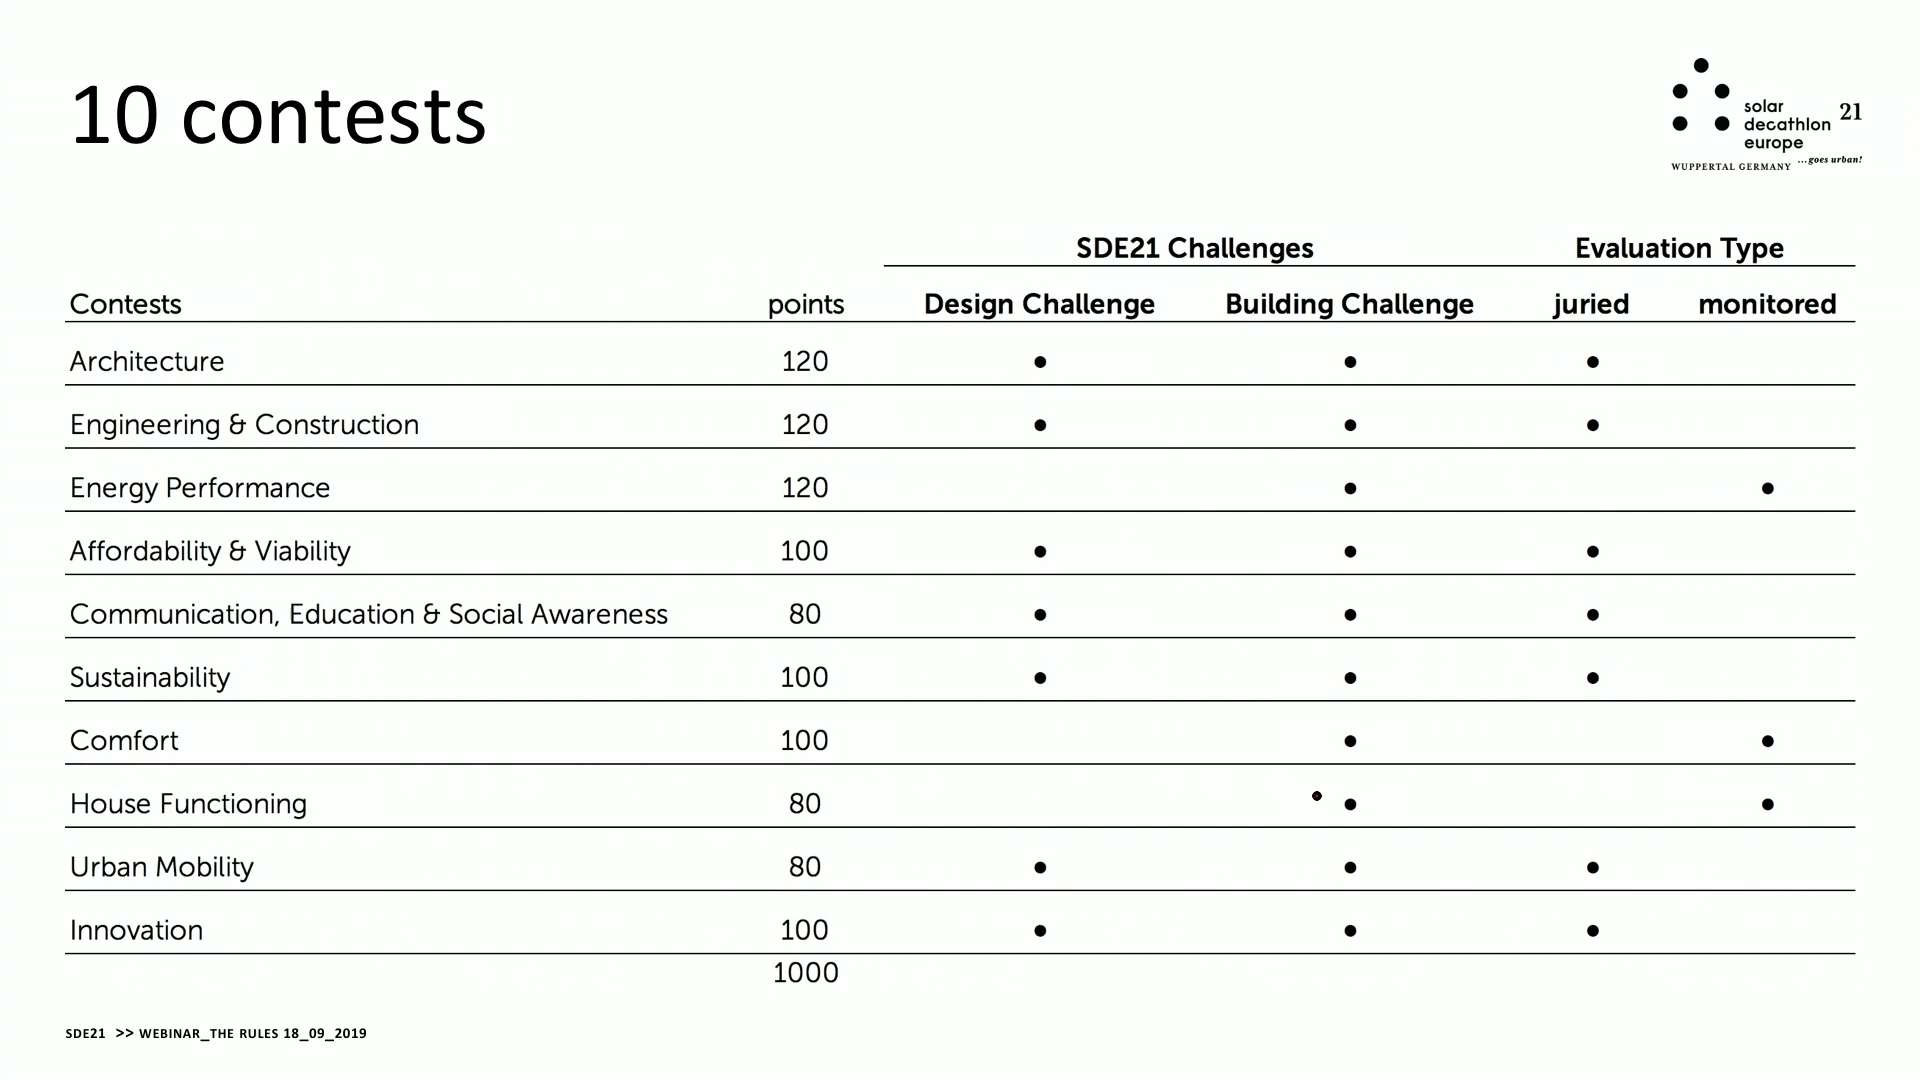 10 contests
solar
decathlon 21
europe
WUPPERTAL GERMANY ...goes urban!
SDE21 Challenges Evaluation Type
Contests points Design Challenge Building Challenge juried monitored
Architecture 120 • • •
Engineering & Construction 120 • • •
Energy Performance 120 • •
Affordability & Viability 100 • • •
Communication, Education & Social Awareness 80 • • •
Sustainability 100 • • •
Comfort 100 • •
House Functioning 80 • •
Urban Mobility 80 • • •
Innovation 100 • • •
1000
SDE21 >> WEBINAR_THE RULES 18_09_2019